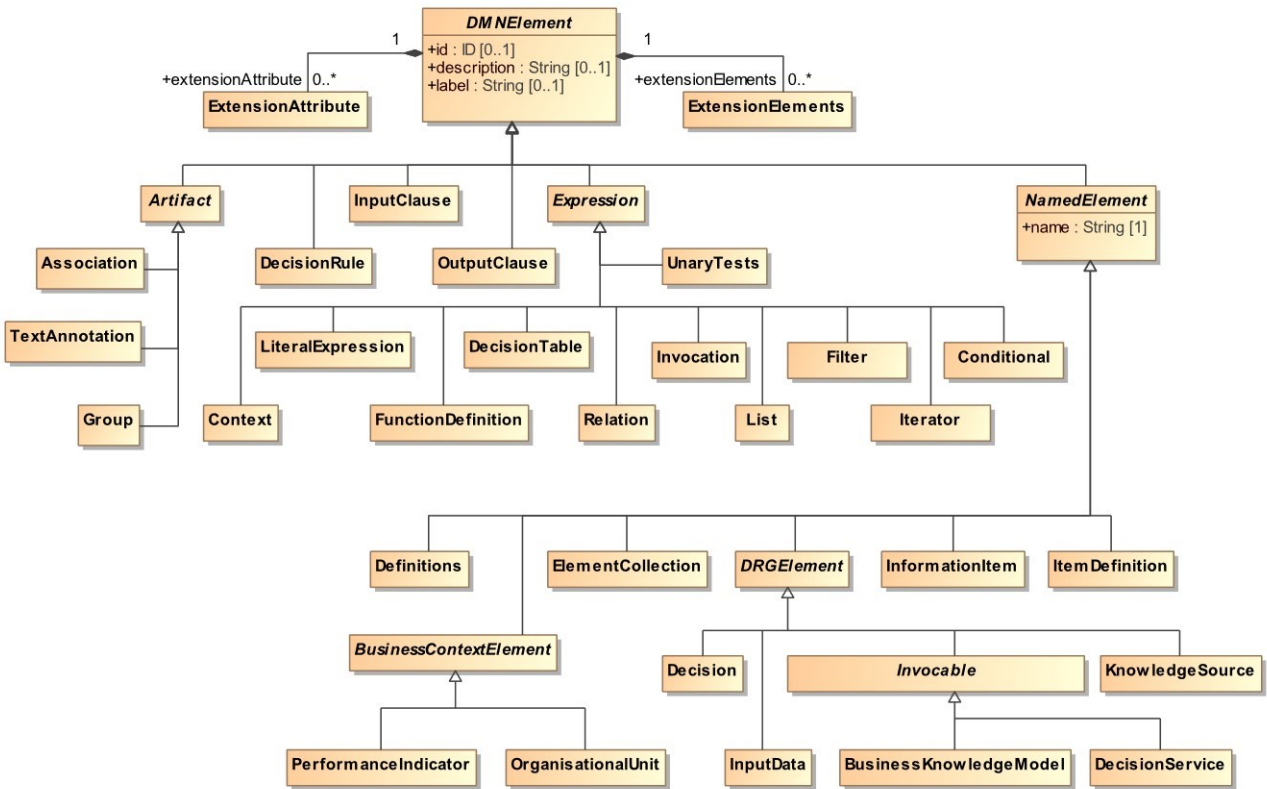 DMNElement
+id : ID [0..1]
+description : String [0..1]
+label : String [0..1]
1
1
+extensionAttribute 0..*
+extensionElements 0..*
ExtensionAttribute
ExtensionElements
Artifact
InputClause
Expression
NamedElement
+name : String [1]
Association
DecisionRule
OutputClause
UnaryTests
TextAnnotation
LiteralExpression
DecisionTable
Invocation
Filter
Conditional
Group
Context
FunctionDefinition
Relation
List
Iterator
Definitions
ElementCollection
DRGElement
InformationItem
ItemDefinition
BusinessContextElement
Decision
Invocable
KnowledgeSource
PerformanceIndicator
OrganisationalUnit
InputData
BusinessKnowledgeModel
DecisionService